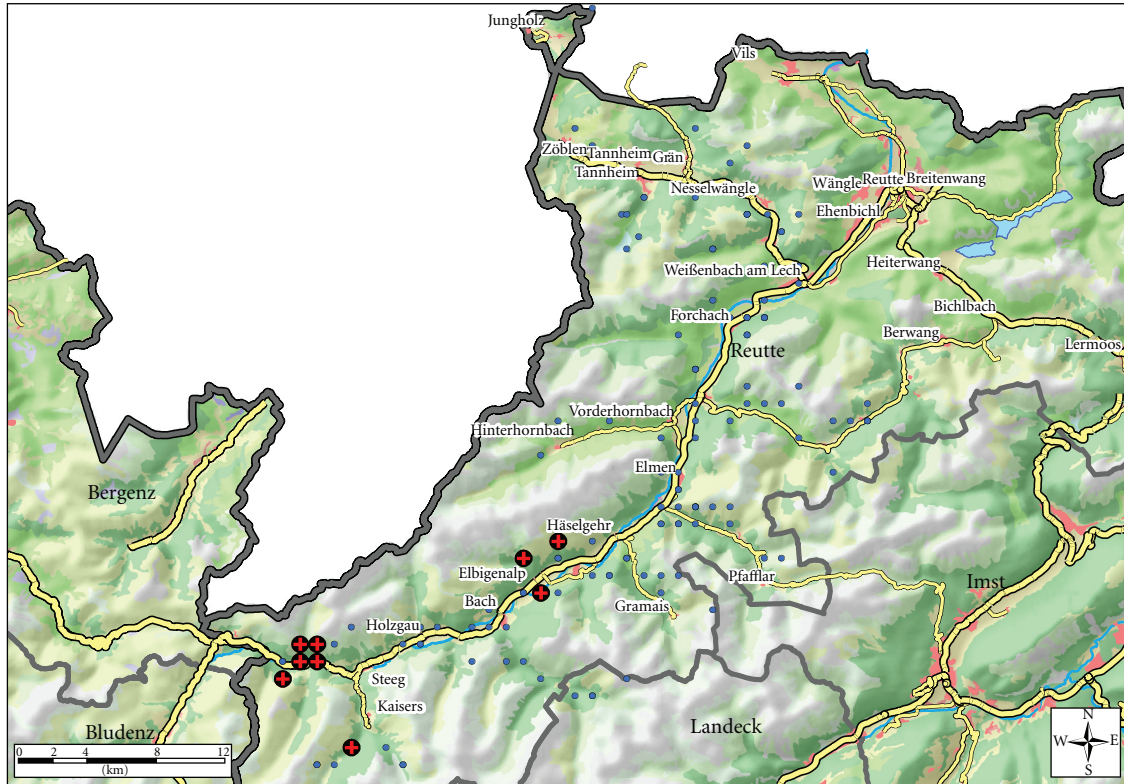 Jungholz
Vils
Zöblen
Tannheim
Grän
Tannheim
Nesselwängle
Wängle
Reutte
Breitenwang
Ehenbichl
Weißenbach am Lech
Heiterwang
Forchach
Bichlbach
Berwang
Reutte
Lermoos
Vorderhornbach
Hinterhornbach
Elmen
Bergenz
Häselgehr
Elbigenalp
Pfafflar
Imst
Bach
Gramais
Holzgau
Steeg
Kaisers
Bludenz
Landeck
N
W E
S
0 2 4 8 12
(km)